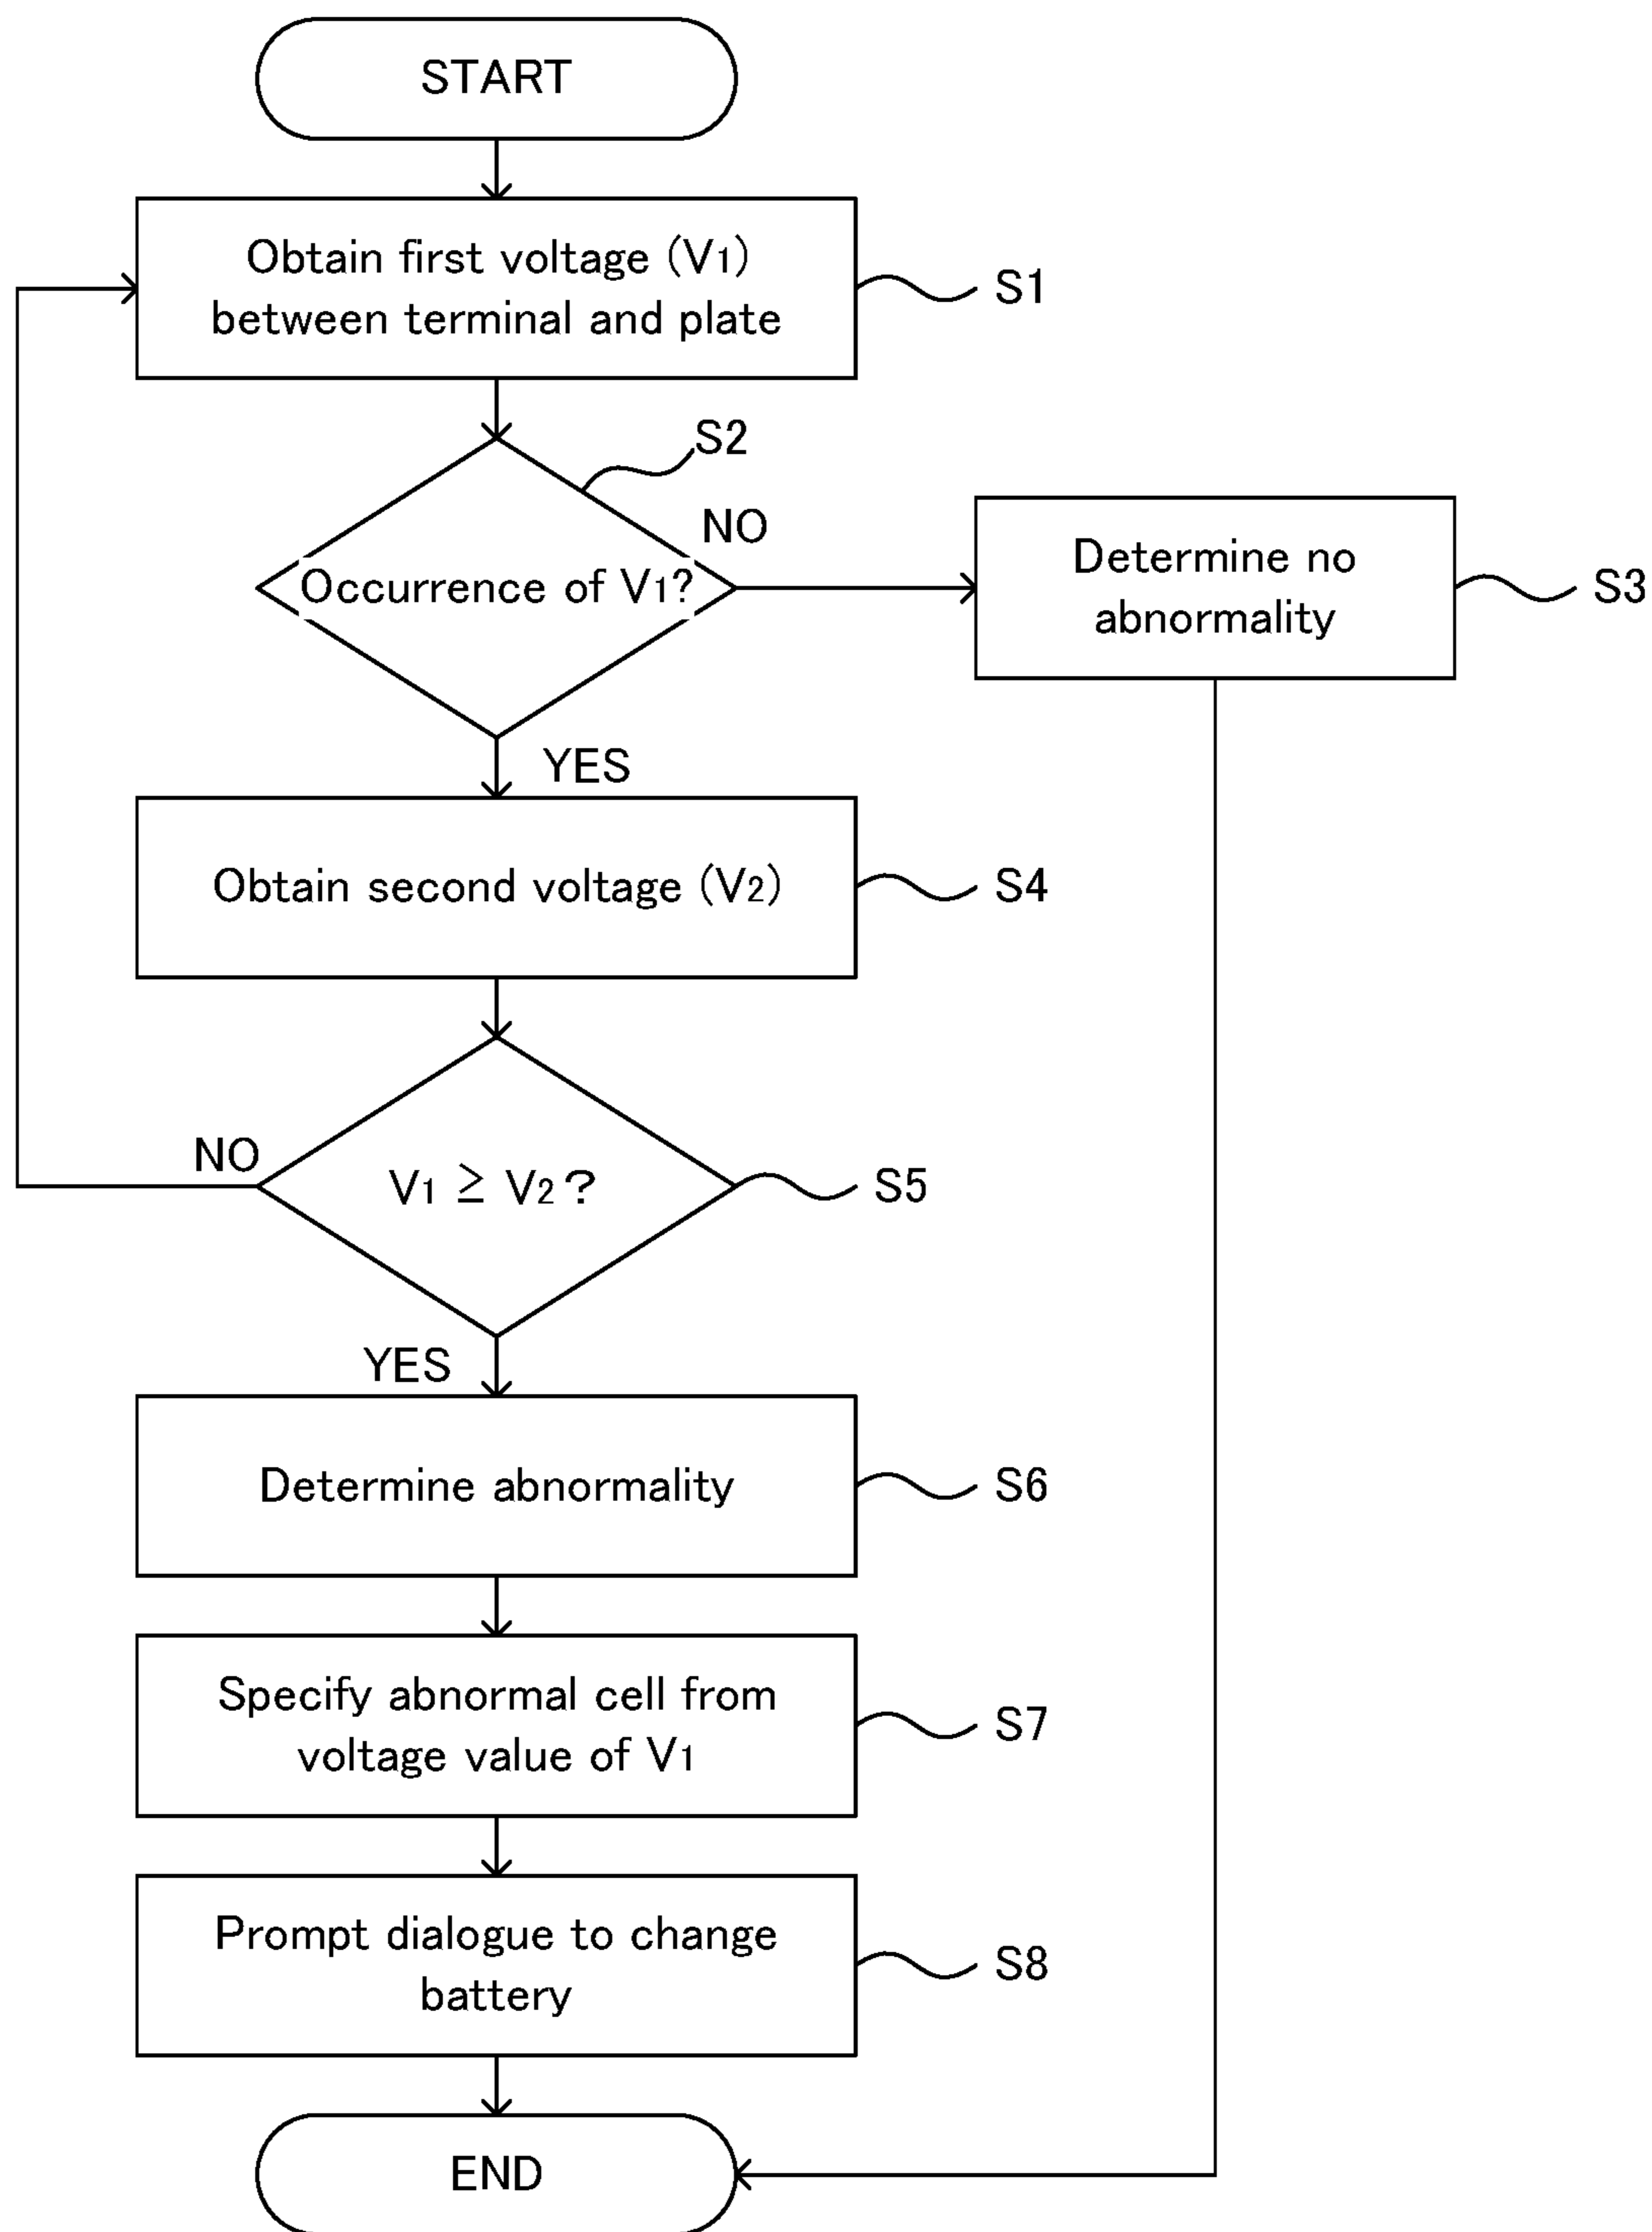 START
Obtain first voltage (V1)
between terminal and plate
S1
S2
NO
Occurrence of V1?
Determine no
abnormality
S3
YES
Obtain second voltage (V2)
S4
NO
V1 ≥ V2?
S5
YES
Determine abnormality
S6
Specify abnormal cell from
voltage value of V1
S7
Prompt dialogue to change
battery
S8
END